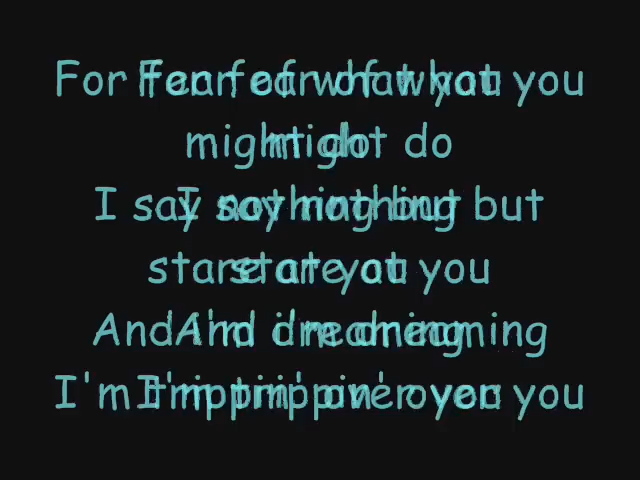 For fear of what you
might do
I say nothing but
stare at you
And I'm dreaming
I'm trippin' over you